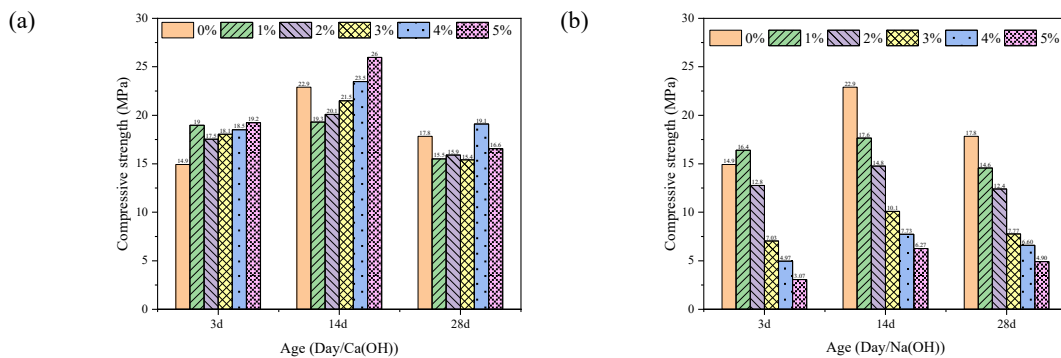 (a)
Compressive strength (MPa)
30
25
20
15
10
5
0
0% 1% 2% 3% 4% 5%
14.9 19 17.5 18.1 18.5 19.2
22.9 19.3 20.1 21.5 23.5 26
17.8 15.5 15.9 15.4 19.1 16.6
3d 14d 28d
Age (Day/Ca(OH))
(b)
Compressive strength (MPa)
30
25
20
15
10
5
0
0% 1% 2% 3% 4% 5%
14.9 16.4 12.8 7.03 4.97 3.07
22.9 17.6 14.8 10.1 7.73 6.27
17.8 14.6 12.4 7.77 6.60 4.90
3d 14d 28d
Age (Day/Na(OH))